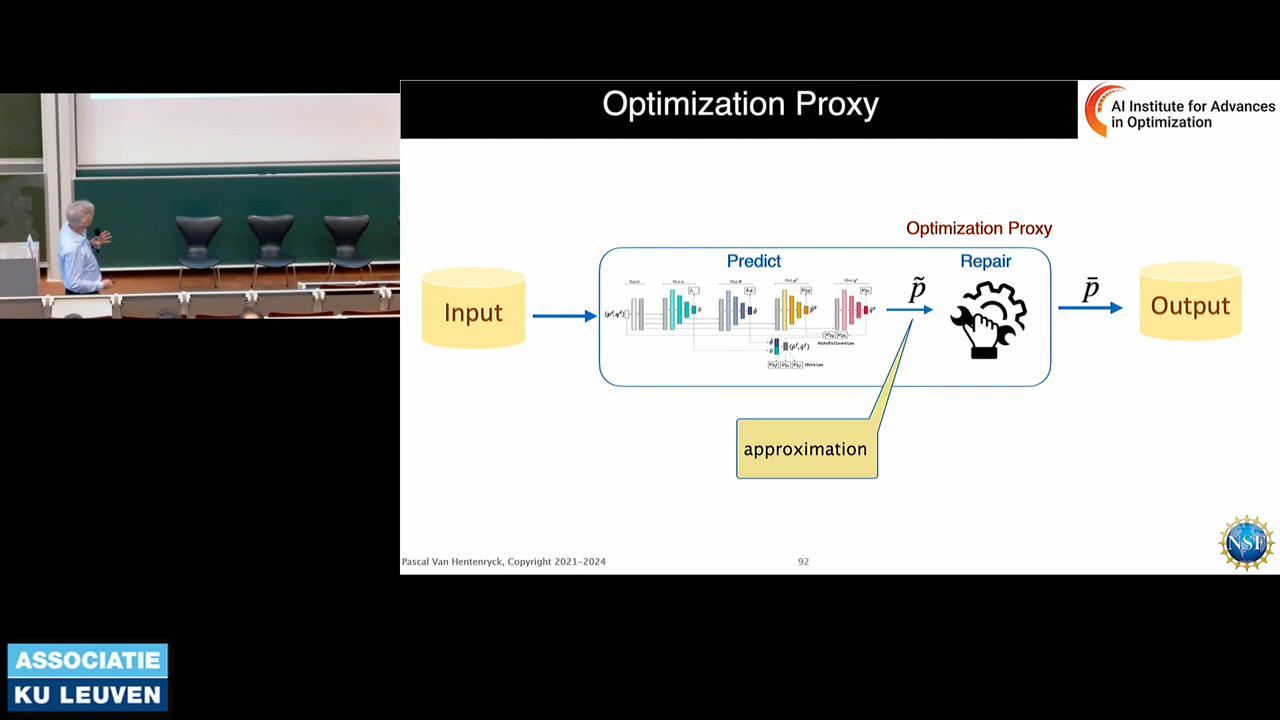 Optimization Proxy
AI Institute for Advances
in Optimization
Optimization Proxy
Predict
Repair
Input
Kirchoff's Current Law
Ohm's Law
p̃
p̄
Output
approximation
Pascal Van Hentenryck, Copyright 2021-2024
92
NSF
ASSOCIATIE
KU LEUVEN